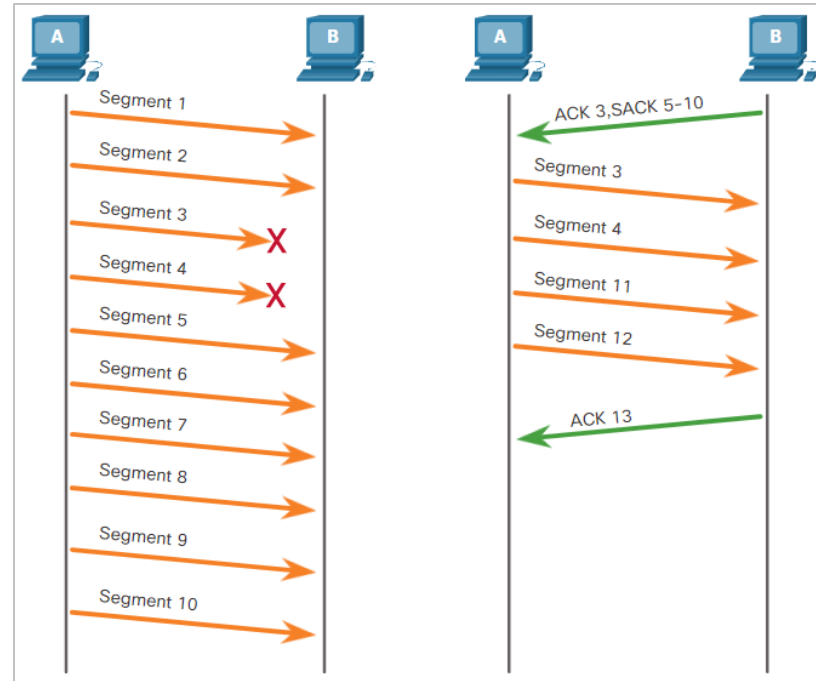 A
B
Segment 1
Segment 2
Segment 3
X
Segment 4
X
Segment 5
Segment 6
Segment 7
Segment 8
Segment 9
Segment 10
A
B
ACK 3,SACK 5-10
Segment 3
Segment 4
Segment 11
Segment 12
ACK 13